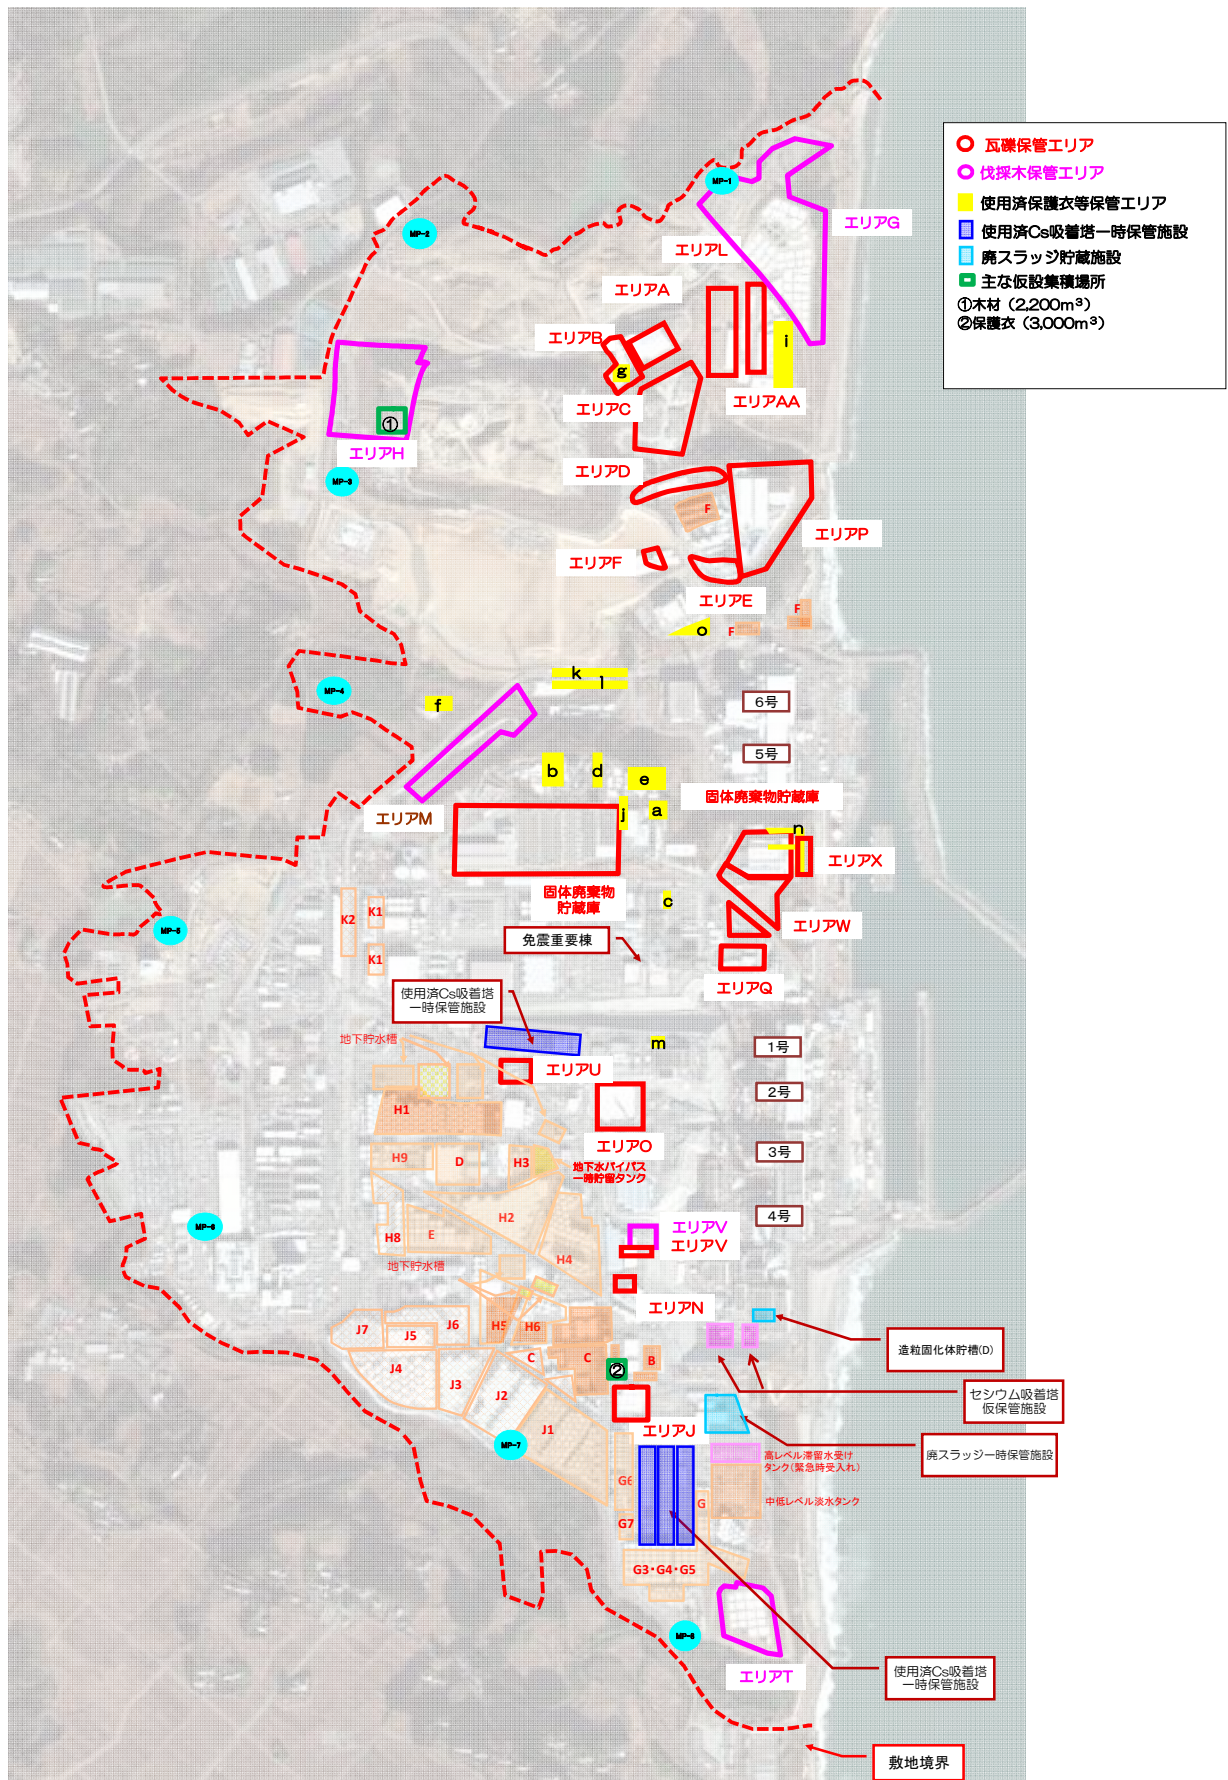 瓦礫保管エリア
伐採木保管エリア
使用済保護衣等保管エリア
使用済Cs吸着塔一時保管施設
廃スラッジ貯蔵施設
主な仮設集積場所
①木材（2,200m³）
②保護衣（3,000m³）
MP-1
MP-2
エリアG
エリアL
エリアA
エリアB
i
g
エリアAA
エリアC
①
エリアH
エリアD
MP-3
F
エリアP
エリアF
エリアE
F
o
F
k
l
MP-4
f
6号
5号
b
d
e
固体廃棄物貯蔵庫
j
a
エリアM
n
エリアX
固体廃棄物
貯蔵庫
c
K2
K1
エリアW
MP-5
免震重要棟
K1
エリアQ
使用済Cs吸着塔
一時保管施設
地下貯水槽
m
1号
エリアU
2号
H1
エリアO
3号
H9
D
H3
地下水バイパス
一時貯留タンク
H2
4号
MP-6
エリアV
エリアV
H8
E
H4
地下貯水槽
エリアN
J7
J5
J6
H5
H6
造粒固化体貯槽(D)
J4
C
C
B
②
J3
J2
セシウム吸着塔
仮保管施設
J1
エリアJ
MP-7
廃スラッジ一時保管施設
高レベル滞留水受け
タンク(緊急時受入れ)
G6
G
中低レベル淡水タンク
G7
G3・G4・G5
MP-8
エリアT
使用済Cs吸着塔
一時保管施設
敷地境界